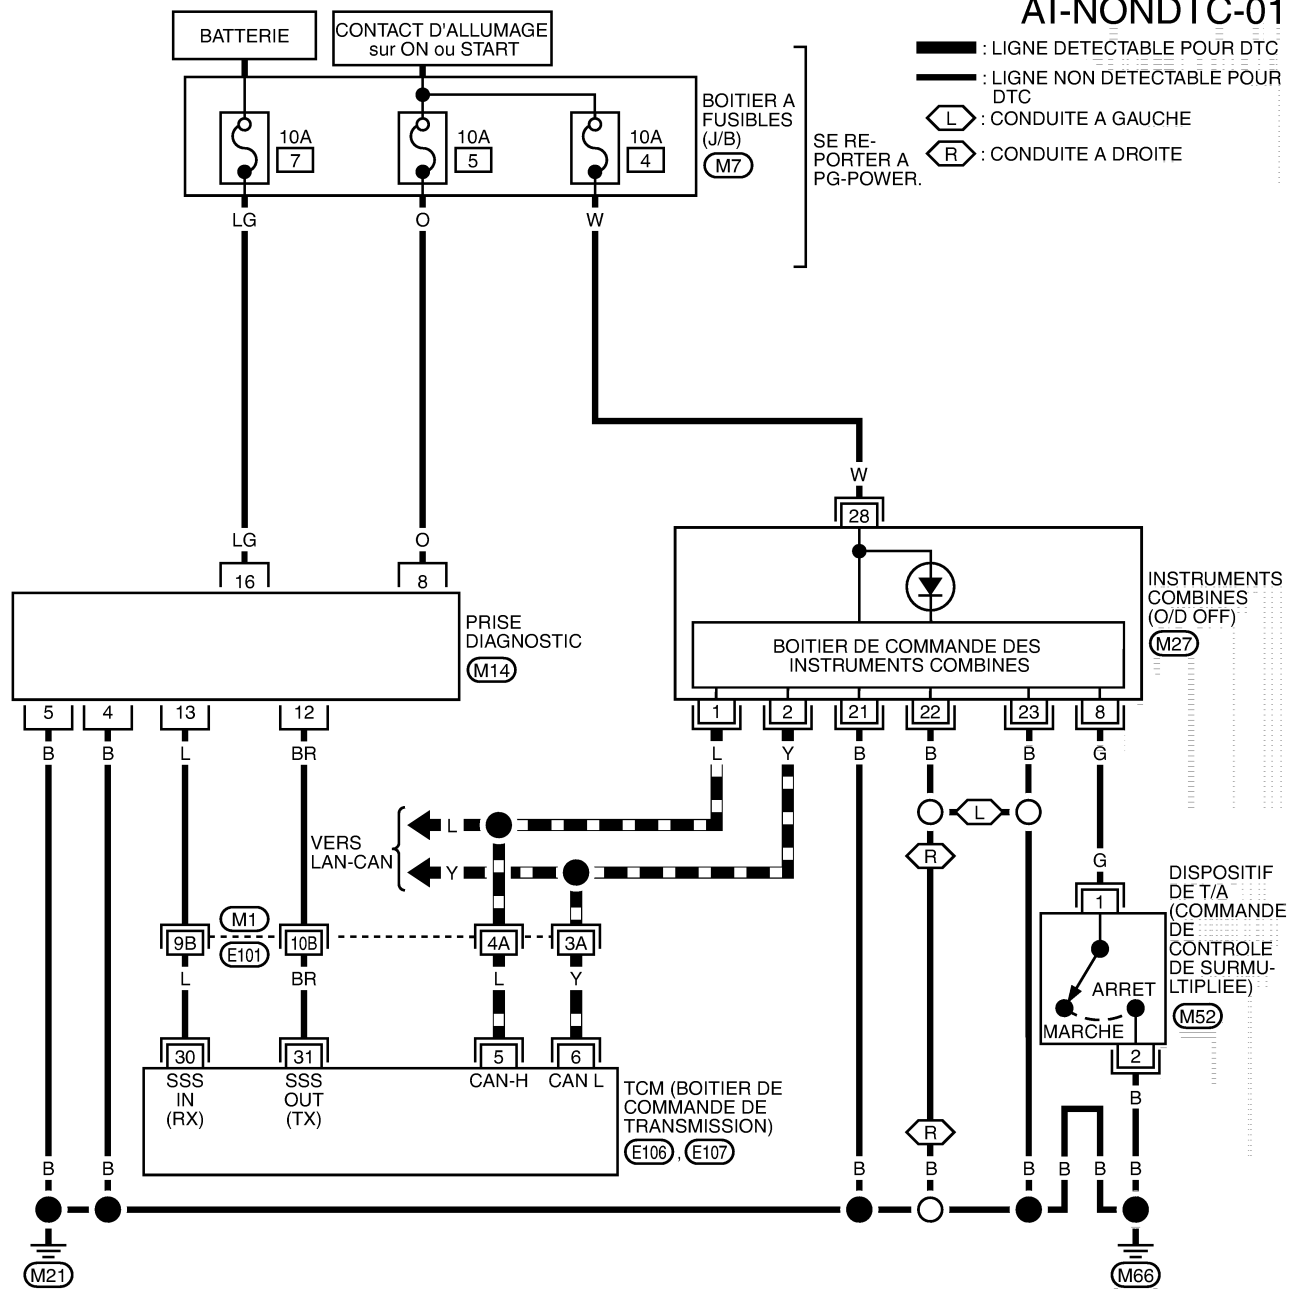 AT-NONDTC-01
BATTERIE
CONTACT D'ALLUMAGE
sur ON ou START
: LIGNE DETECTABLE POUR DTC
: LIGNE NON DETECTABLE POUR
DTC
L : CONDUITE A GAUCHE
R : CONDUITE A DROITE
10A
7
10A
5
10A
4
BOITIER A
FUSIBLES
(J/B)
M7
SE RE-
PORTER A
PG-POWER.
LG
O
W
W
28
LG
O
16
8
PRISE
DIAGNOSTIC
M14
BOITIER DE COMMANDE DES
INSTRUMENTS COMBINES
INSTRUMENTS
COMBINES
(O/D OFF)
M27
5
4
13
12
1
2
21
22
23
8
B
B
L
BR
L
Y
B
B
B
G
L
R
VERS
LAN-CAN
L
Y
G
1
DISPOSITIF
DE T/A
(COMMANDE
DE
CONTROLE
DE SURMU-
LTIPLIEE)
M52
ARRET
MARCHE
2
B
M1
E101
9B
10B
4A
3A
L
BR
L
Y
30
31
5
6
SSS
IN
(RX)
SSS
OUT
(TX)
CAN-H
CAN L
TCM (BOITIER DE
COMMANDE DE
TRANSMISSION)
E106 , E107
R
B
B
B
B
B
B
B
B
M21
M66